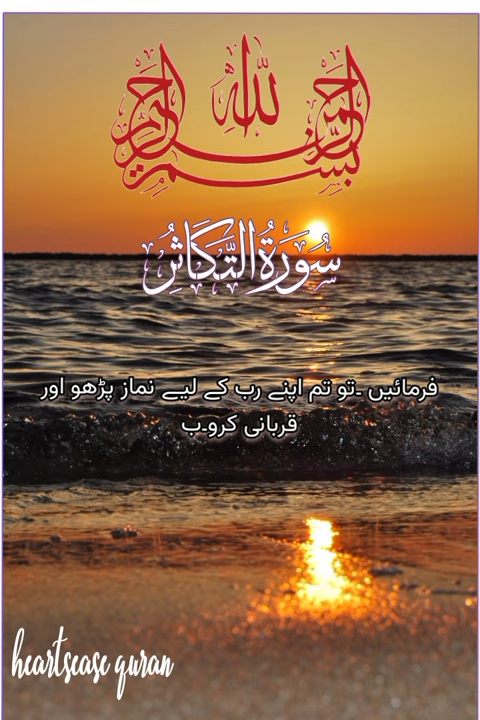 بسم الله الرحمن الرحيم
سُورَةُ التَّكَاثُرِ
فرمائیں ۔تو تم اپنے رب کے لیے نماز پڑھو اور
قربانی کرو۔ب
heartsease quran